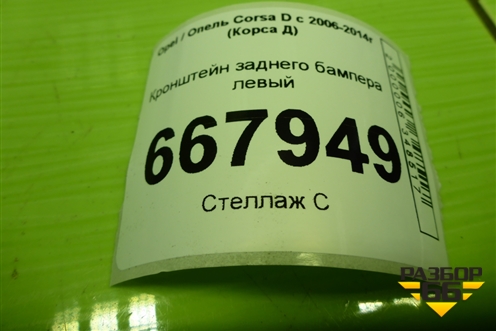 Opel / Опель Corsa D с 2006-2014г
(Корса Д)
Кронштейн заднего бампера
левый
667949
Стеллаж С
РАЗБОР
66